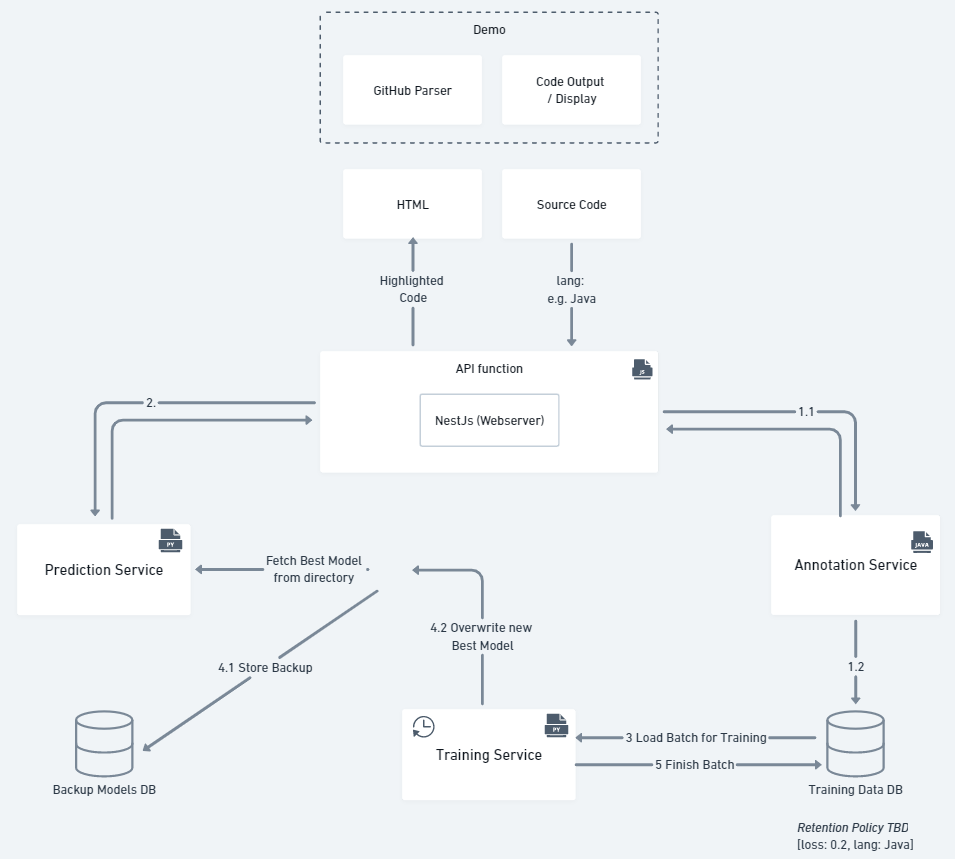 Demo
GitHub Parser
Code Output
/ Display
HTML
Source Code
Highlighted
Code
lang:
e.g. Java
API function
JS
NestJs (Webserver)
2.
1.1
PY
Prediction Service
JAVA
Annotation Service
Fetch Best Model
from directory
4.2 Overwrite new
Best Model
4.1 Store Backup
1.2
PY
Training Service
3 Load Batch for Training
5 Finish Batch
Backup Models DB
Training Data DB
Retention Policy TBD
[loss: 0.2, lang: Java]